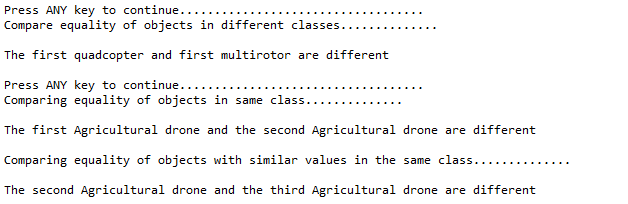 Press ANY key to continue..................................
Compare equality of objects in different classes..............
The first quadcopter and first multirotor are different
Press ANY key to continue..................................
Comparing equality of objects in same class..............
The first Agricultural drone and the second Agricultural drone are different
Comparing equality of objects with similar values in the same class..............
The second Agricultural drone and the third Agricultural drone are different